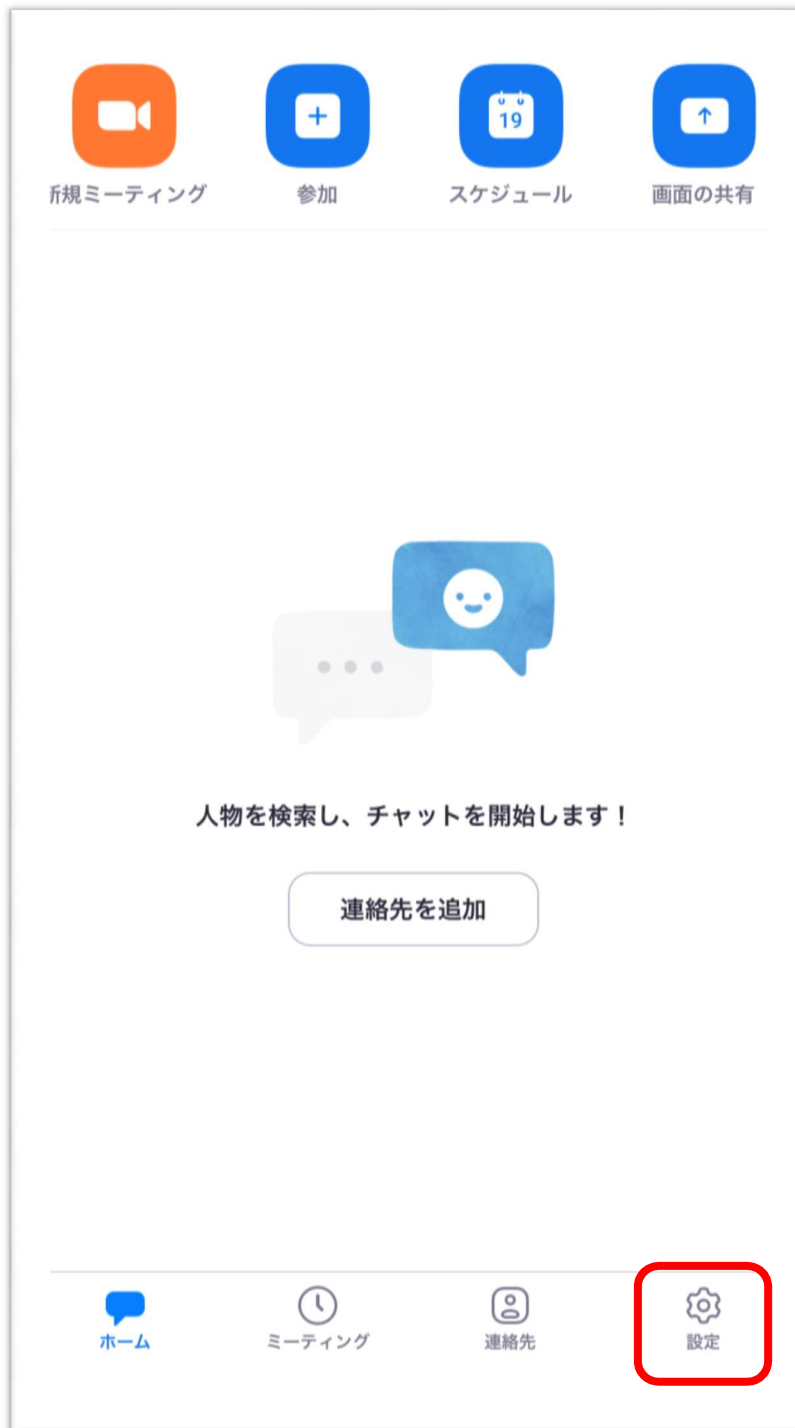 新規ミーティング
参加
19
スケジュール
画面の共有
人物を検索し、チャットを開始します！
連絡先を追加
ホーム
ミーティング
連絡先
設定